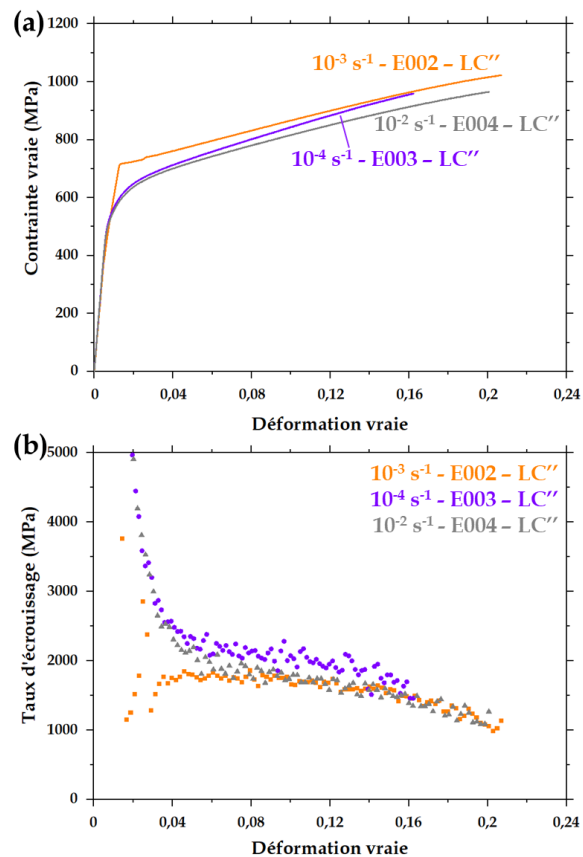 (a)
1200
1000
800
600
400
200
0
Contrainte vraie (MPa)
10⁻³ s⁻¹ - E002 – LC’’
10⁻² s⁻¹ - E004 – LC’’
10⁻⁴ s⁻¹ - E003 – LC’’
0 0,04 0,08 0,12 0,16 0,2 0,24
Déformation vraie
(b)
5000
4000
3000
2000
1000
0
Taux d'écrouissage (MPa)
10⁻³ s⁻¹ - E002 – LC’’
10⁻⁴ s⁻¹ - E003 – LC’’
10⁻² s⁻¹ - E004 – LC’’
0 0,04 0,08 0,12 0,16 0,2 0,24
Déformation vraie